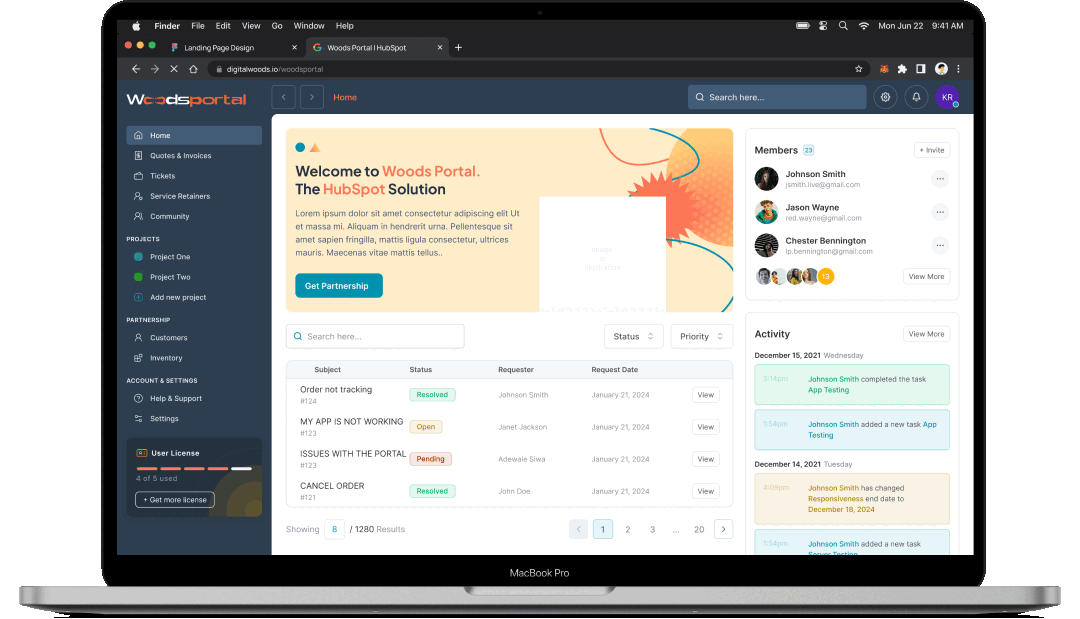 Finder File Edit View Go Window Help
Mon Jun 22 9:41 AM
Landing Page Design
Woods Portal l HubSpot
digitalwoods.io/woodsportal
Woodsportal
Home
Search here...
KR
Home
Quotes & Invoices
Tickets
Service Retainers
Community
PROJECTS
Project One
Project Two
Add new project
PARTNERSHIP
Customers
Inventory
ACCOUNT & SETTINGS
Help & Support
Settings
User License
4 of 5 used
+ Get more license
Welcome to Woods Portal.
The HubSpot Solution
Lorem ipsum dolor sit amet consectetur adipiscing elit Ut
et massa mi. Aliquam in hendrerit urna. Pellentesque sit
amet sapien fringilla, mattis ligula consectetur, ultrices
mauris. Maecenas vitae mattis tellus..
Get Partnership
Image
or
Illustration
Search here...
Status
Priority
Subject Status Requester Request Date
Order not tracking
#124
Resolved
Johnson Smith
January 21, 2024
View
MY APP IS NOT WORKING
#123
Open
Janet Jackson
January 21, 2024
View
ISSUES WITH THE PORTAL
#123
Pending
Adewale Siwa
January 21, 2024
View
CANCEL ORDER
#121
Resolved
John Doe
January 21, 2024
View
Showing 8 / 1280 Results
1 2 3 ... 20
Members 23
+ Invite
Johnson Smith
jsmith.live@gmail.com
Jason Wayne
red.wayne@gmail.com
Chester Bennington
lp.bennington@gmail.com
13
View More
Activity
View More
December 15, 2021 Wednesday
3:14pm
Johnson Smith completed the task
App Testing
1:54pm
Johnson Smith added a new task App
Testing
December 14, 2021 Tuesday
4:09pm
Johnson Smith has changed
Responsiveness end date to
December 18, 2024
1:54pm
Johnson Smith added a new task
Server Testing
MacBook Pro